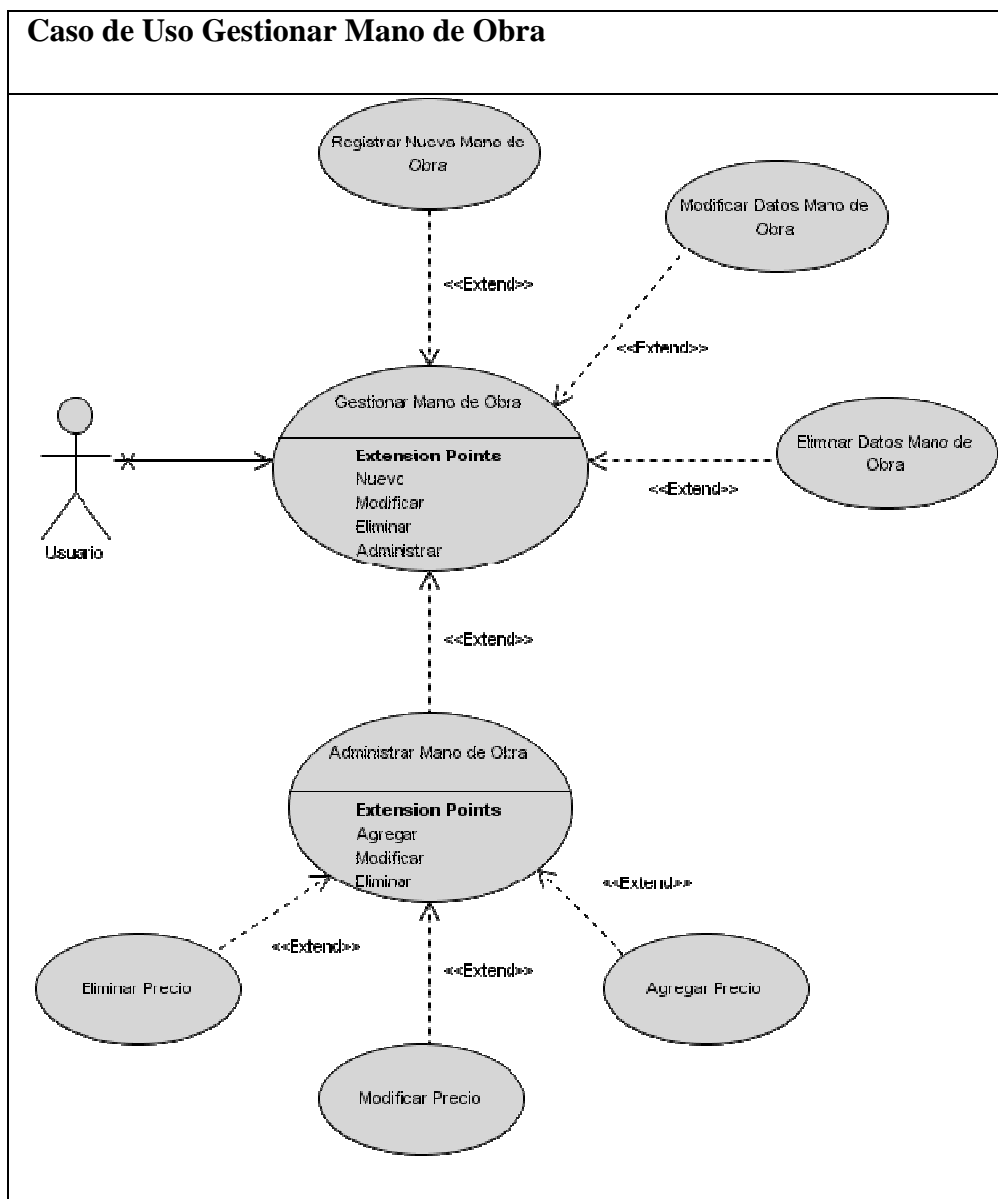 Caso de Uso Gestionar Mano de Obra
Registrar Nuevo Mano de
Obra
Modificar Datos Mano de
Obra
<<Extend>>
<<Extend>>
Gestionar Mano de Obra
Extension Points
Nuevo
Modificar
Eliminar
Administrar
Eliminar Datos Mano de
Obra
<<Extend>>
Usuario
<<Extend>>
Administrar Mano de Obra
Extension Points
Agregar
Modificar
Eliminar
<<Extend>>
<<Extend>>
<<Extend>>
Eliminar Precio
Agregar Precio
Modificar Precio